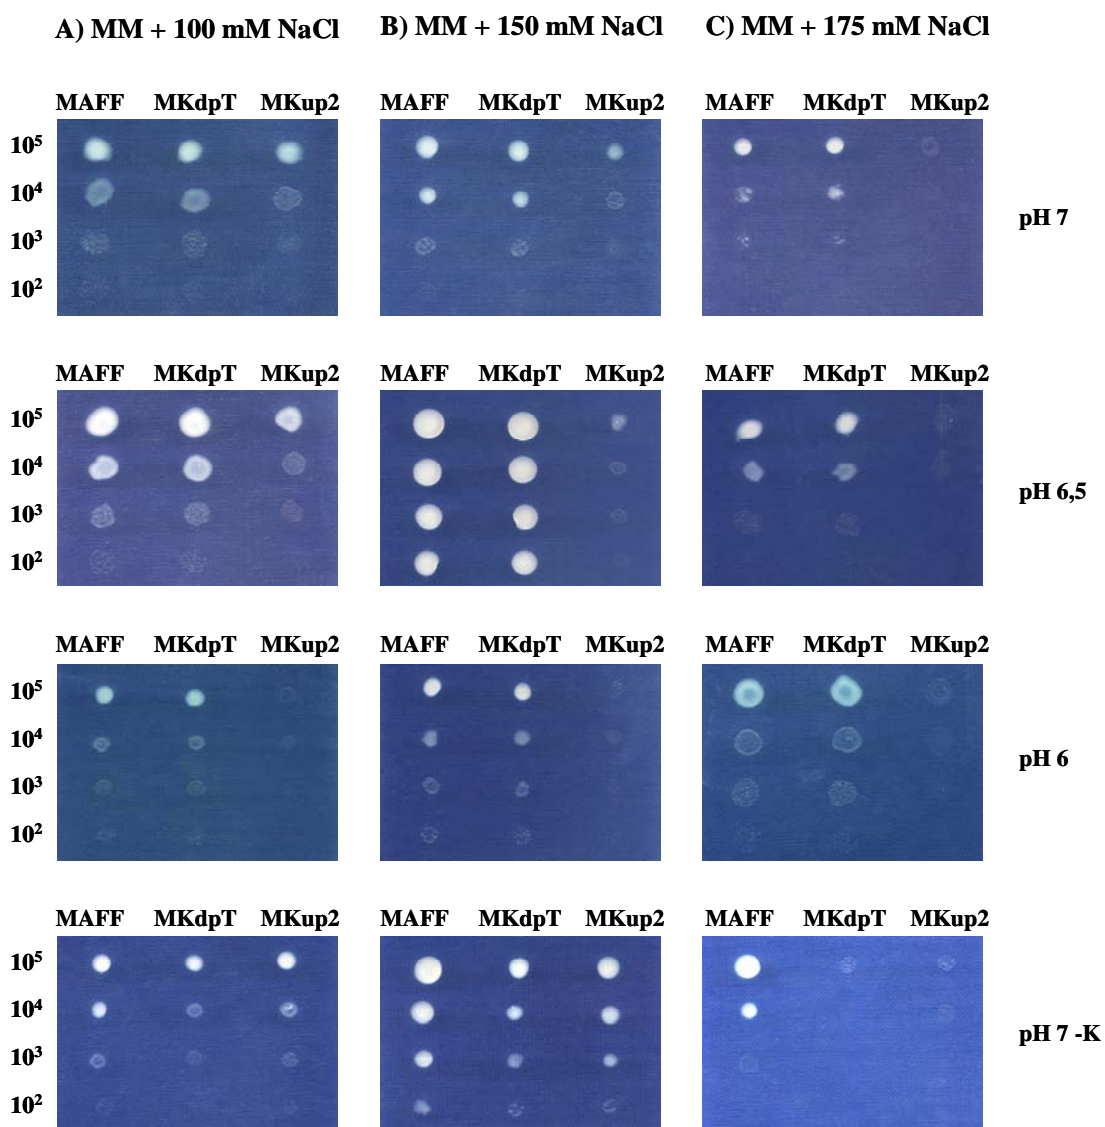 A) MM + 100 mM NaCl B) MM + 150 mM NaCl C) MM + 175 mM NaCl
MAFF MKdpT MKup2 MAFF MKdpT MKup2 MAFF MKdpT MKup2
10⁵
10⁴
pH 7
10³
10²
MAFF MKdpT MKup2 MAFF MKdpT MKup2 MAFF MKdpT MKup2
10⁵
10⁴
pH 6,5
10³
10²
MAFF MKdpT MKup2 MAFF MKdpT MKup2 MAFF MKdpT MKup2
10⁵
10⁴
pH 6
10³
10²
MAFF MKdpT MKup2 MAFF MKdpT MKup2 MAFF MKdpT MKup2
10⁵
10⁴
pH 7 -K
10³
10²